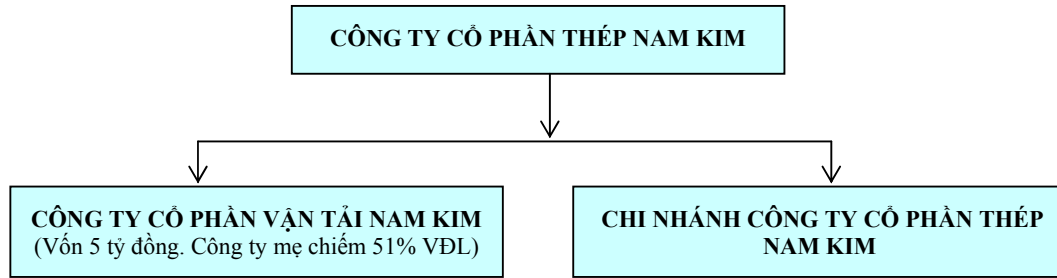 CÔNG TY CỔ PHẦN THÉP NAM KIM
CÔNG TY CỔ PHẦN VẬN TẢI NAM KIM
(Vốn 5 tỷ đồng. Công ty mẹ chiếm 51% VĐL)
CHI NHÁNH CÔNG TY CỔ PHẦN THÉP
NAM KIM